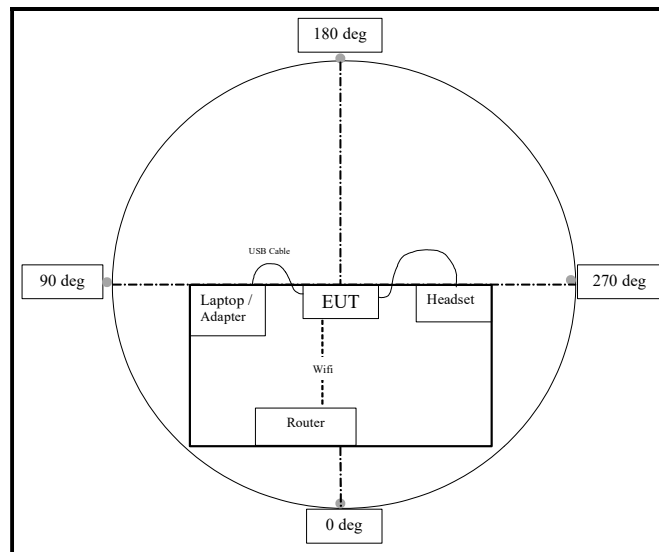 180 deg
USB Cable
90 deg
270 deg
Laptop /
Adapter
EUT
Headset
Wifi
Router
0 deg